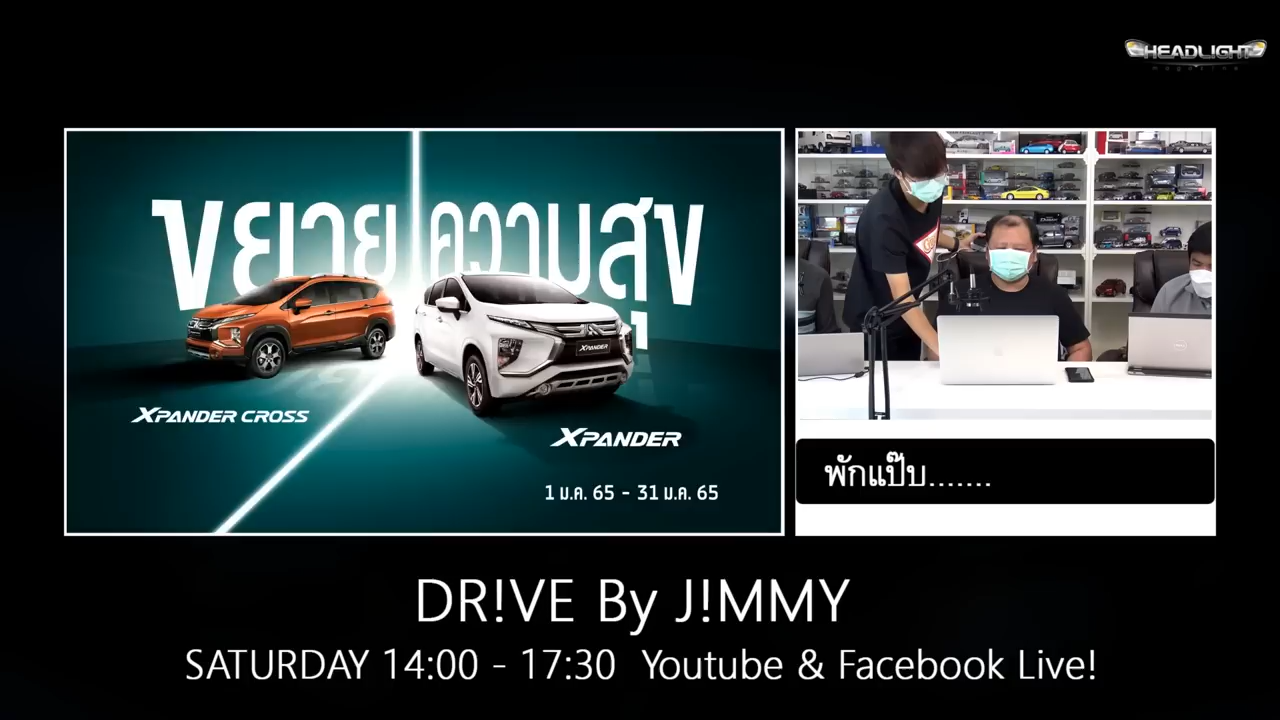 HEADLIGHT
magazine
ขยายความสุข
XPANDER
XPANDER CROSS
XPANDER
1 ม.ค. 65 - 31 ม.ค. 65
DELL
พักแป๊บ.......
DR!VE By J!MMY
SATURDAY 14:00 - 17:30 Youtube & Facebook Live!